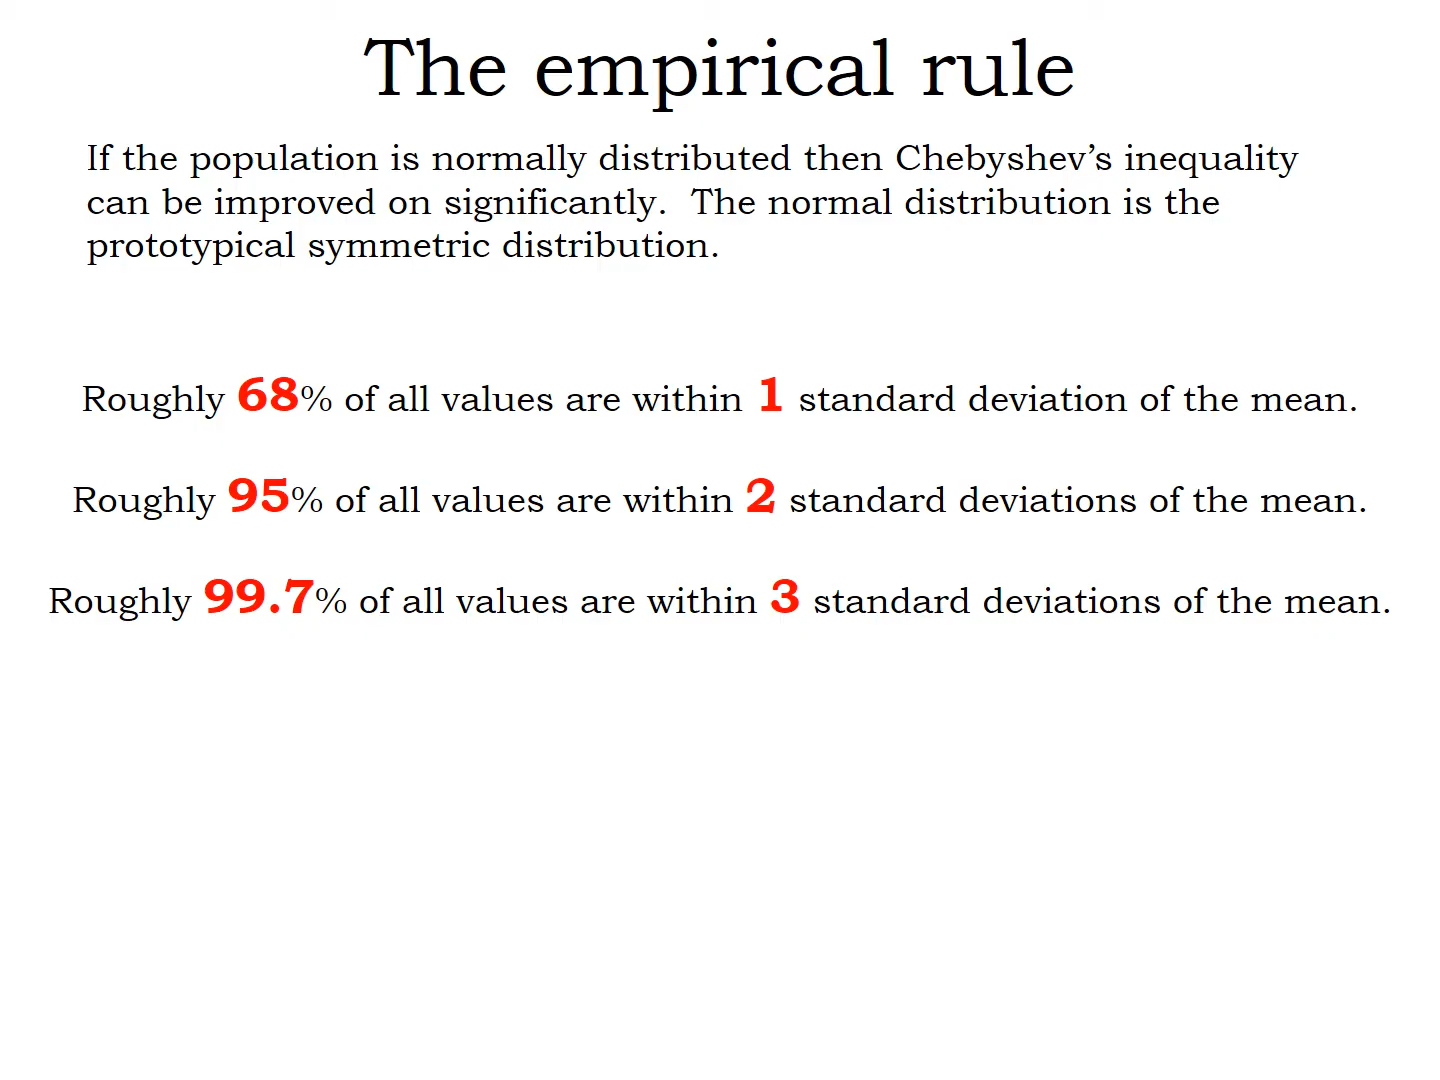 The empirical rule
If the population is normally distributed then Chebyshev’s inequality
can be improved on significantly.  The normal distribution is the
prototypical symmetric distribution.
Roughly 68% of all values are within 1 standard deviation of the mean.
Roughly 95% of all values are within 2 standard deviations of the mean.
Roughly 99.7% of all values are within 3 standard deviations of the mean.